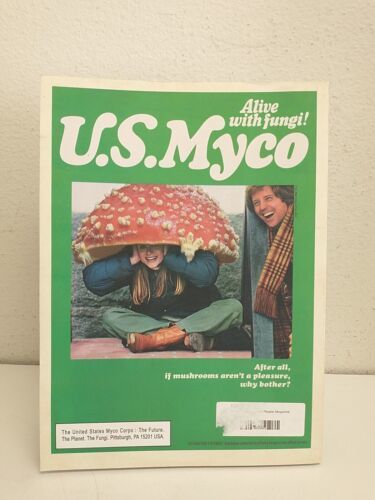 Alive
with fungi!
U.S. Myco
After all,
if mushrooms aren't a pleasure,
why bother?
The United States Myco Corps : The Future.
The Planet. The Fungi. Pittsburgh, PA 15201 USA.
Magazine